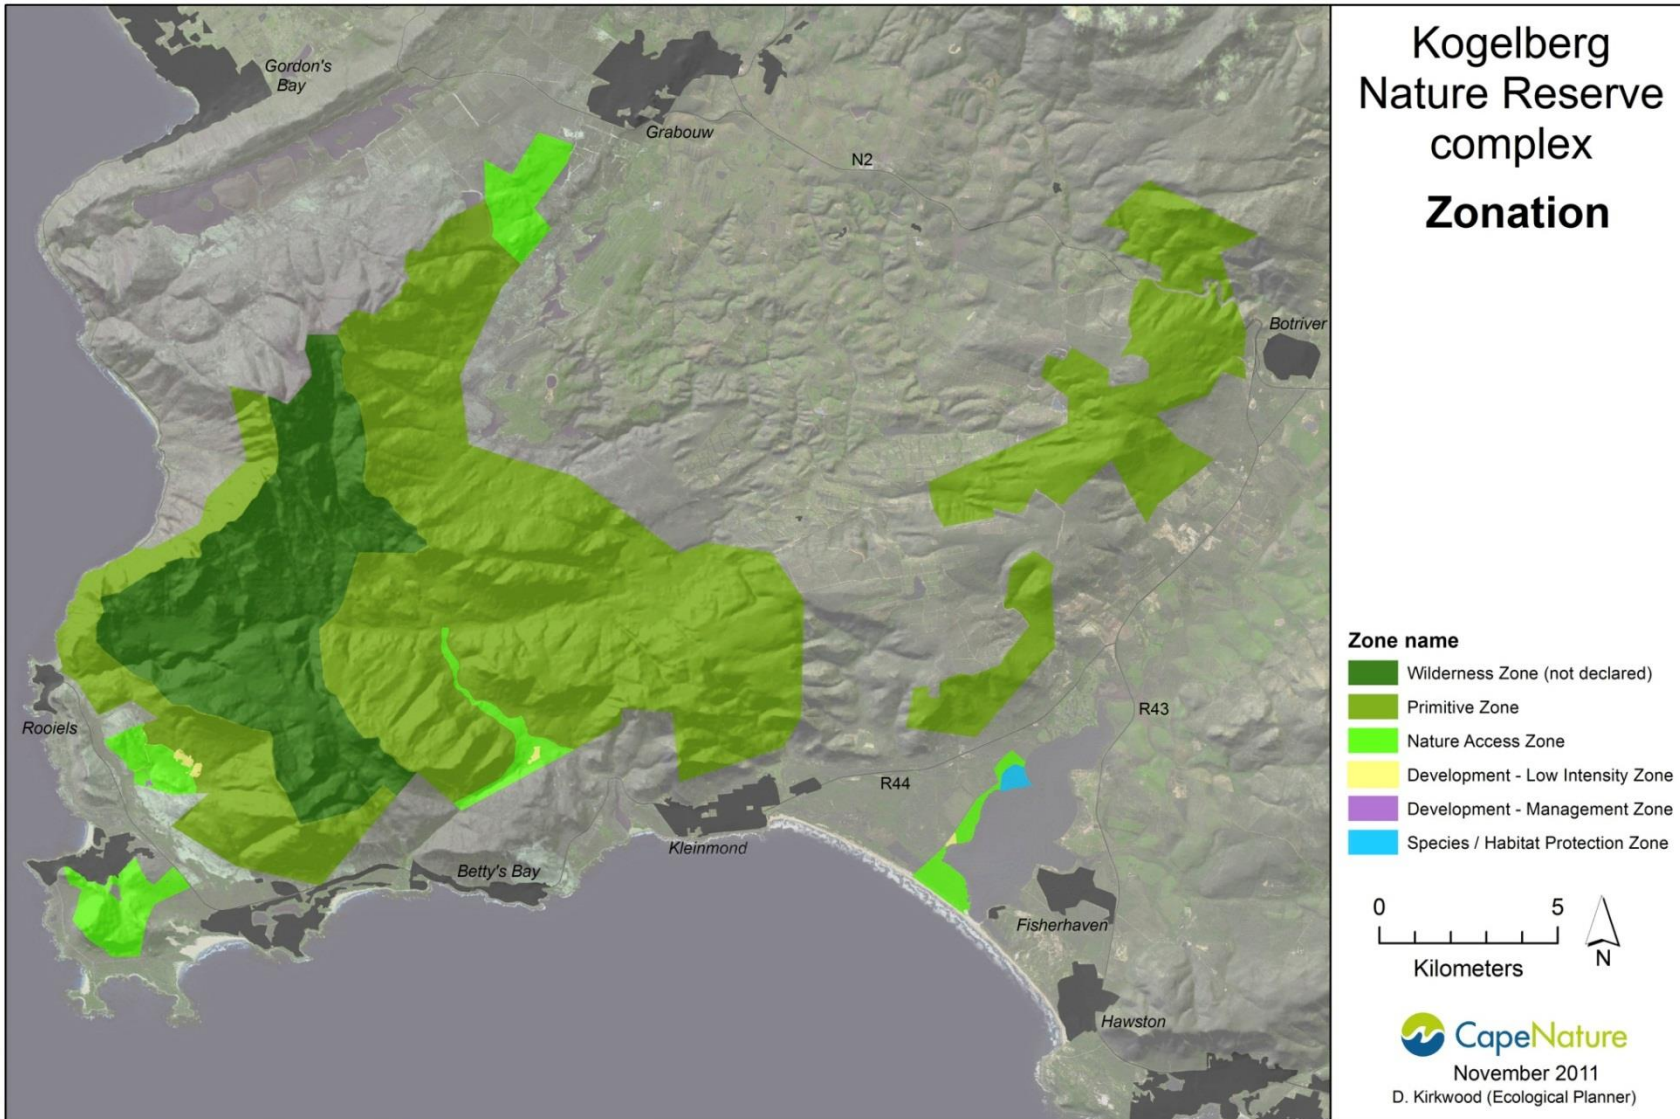 Kogelberg
Nature Reserve
complex
Zonation
Gordon's
Bay
Grabouw
N2
Botriver
Rooiels
R43
R44
Betty's Bay
Kleinmond
Fisherhaven
Hawston
Zone name
Wilderness Zone (not declared)
Primitive Zone
Nature Access Zone
Development - Low Intensity Zone
Development - Management Zone
Species / Habitat Protection Zone
0 5
Kilometers
N
CapeNature
November 2011
D. Kirkwood (Ecological Planner)